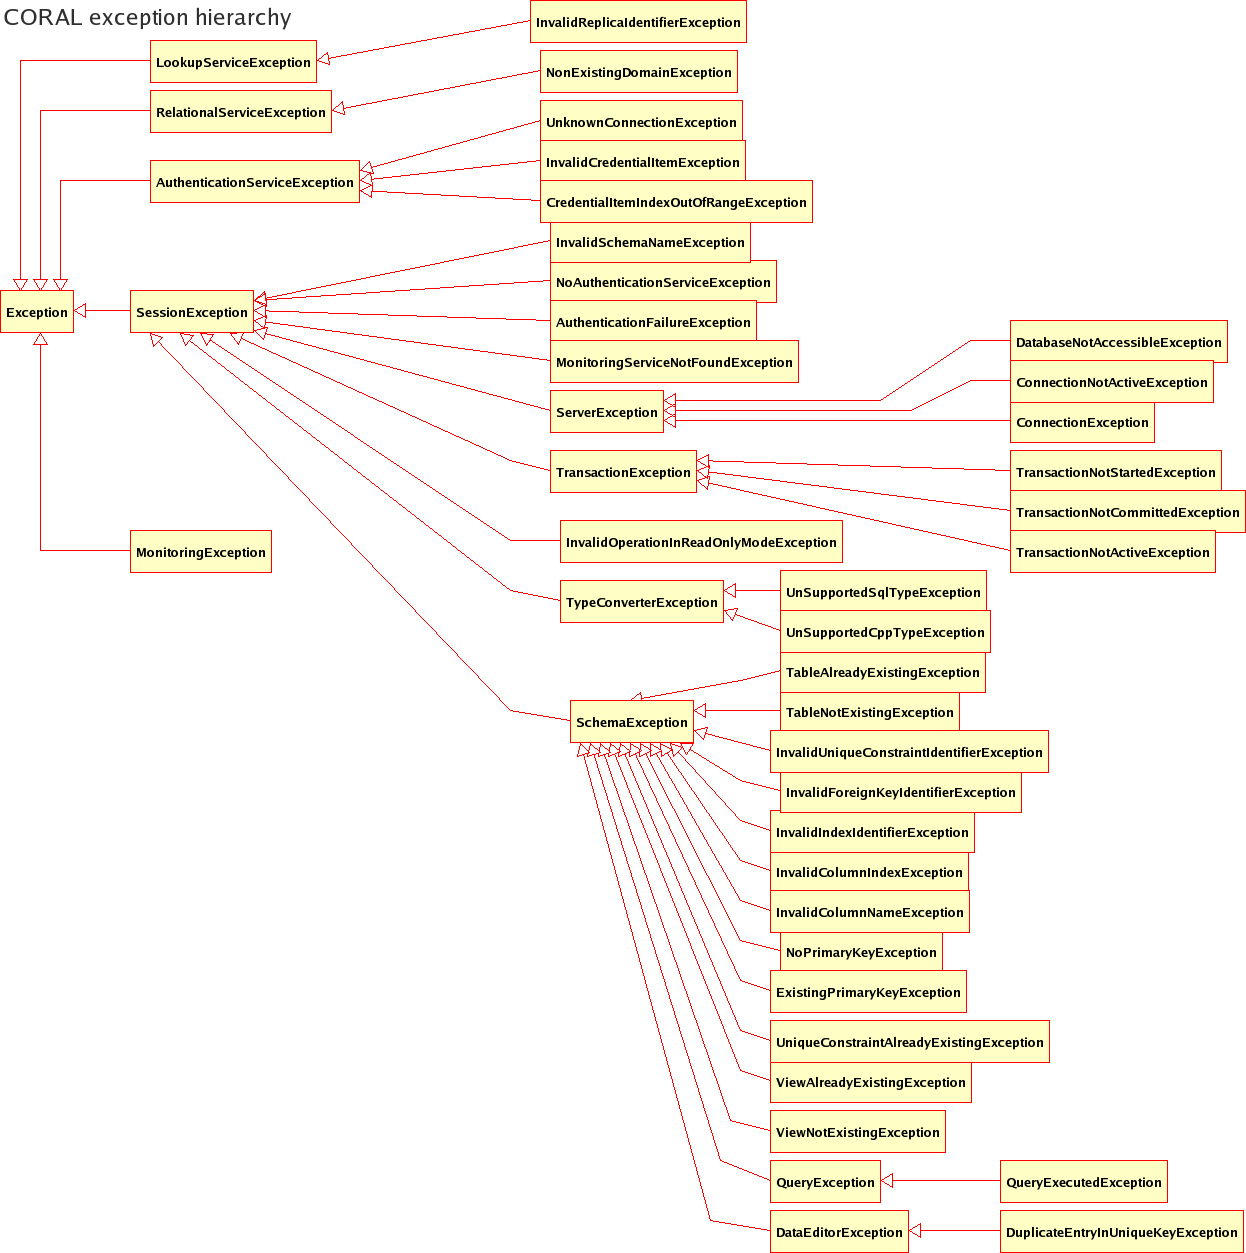 CORAL exception hierarchy
InvalidReplicaIdentifierException
LookupServiceException
NonExistingDomainException
RelationalServiceException
UnknownConnectionException
InvalidCredentialItemException
AuthenticationServiceException
CredentialItemIndexOutOfRangeException
InvalidSchemaNameException
NoAuthenticationServiceException
Exception
SessionException
AuthenticationFailureException
DatabaseNotAccessibleException
MonitoringServiceNotFoundException
ConnectionNotActiveException
ServerException
ConnectionException
TransactionException
TransactionNotStartedException
TransactionNotCommittedException
InvalidOperationInReadOnlyModeException
MonitoringException
TransactionNotActiveException
TypeConverterException
UnSupportedSqlTypeException
UnSupportedCppTypeException
TableAlreadyExistingException
SchemaException
TableNotExistingException
InvalidUniqueConstraintIdentifierException
InvalidForeignKeyIdentifierException
InvalidIndexIdentifierException
InvalidColumnIndexException
InvalidColumnNameException
NoPrimaryKeyException
ExistingPrimaryKeyException
UniqueConstraintAlreadyExistingException
ViewAlreadyExistingException
ViewNotExistingException
QueryException
QueryExecutedException
DataEditorException
DuplicateEntryInUniqueKeyException